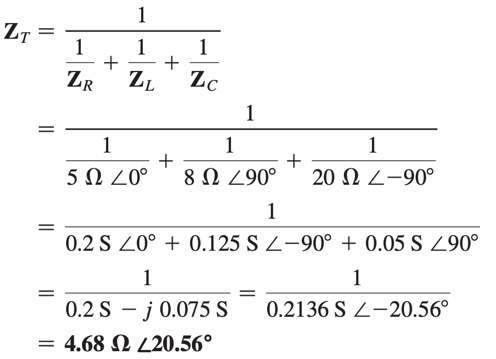 Z_T = 1 / (1/Z_R + 1/Z_L + 1/Z_C)
= 1 / (1/(5 Ω ∠0°) + 1/(8 Ω ∠90°) + 1/(20 Ω ∠−90°))
= 1 / (0.2 S ∠0° + 0.125 S ∠−90° + 0.05 S ∠90°)
= 1 / (0.2 S − j 0.075 S) = 1 / (0.2136 S ∠−20.56°)
= 4.68 Ω ∠20.56°